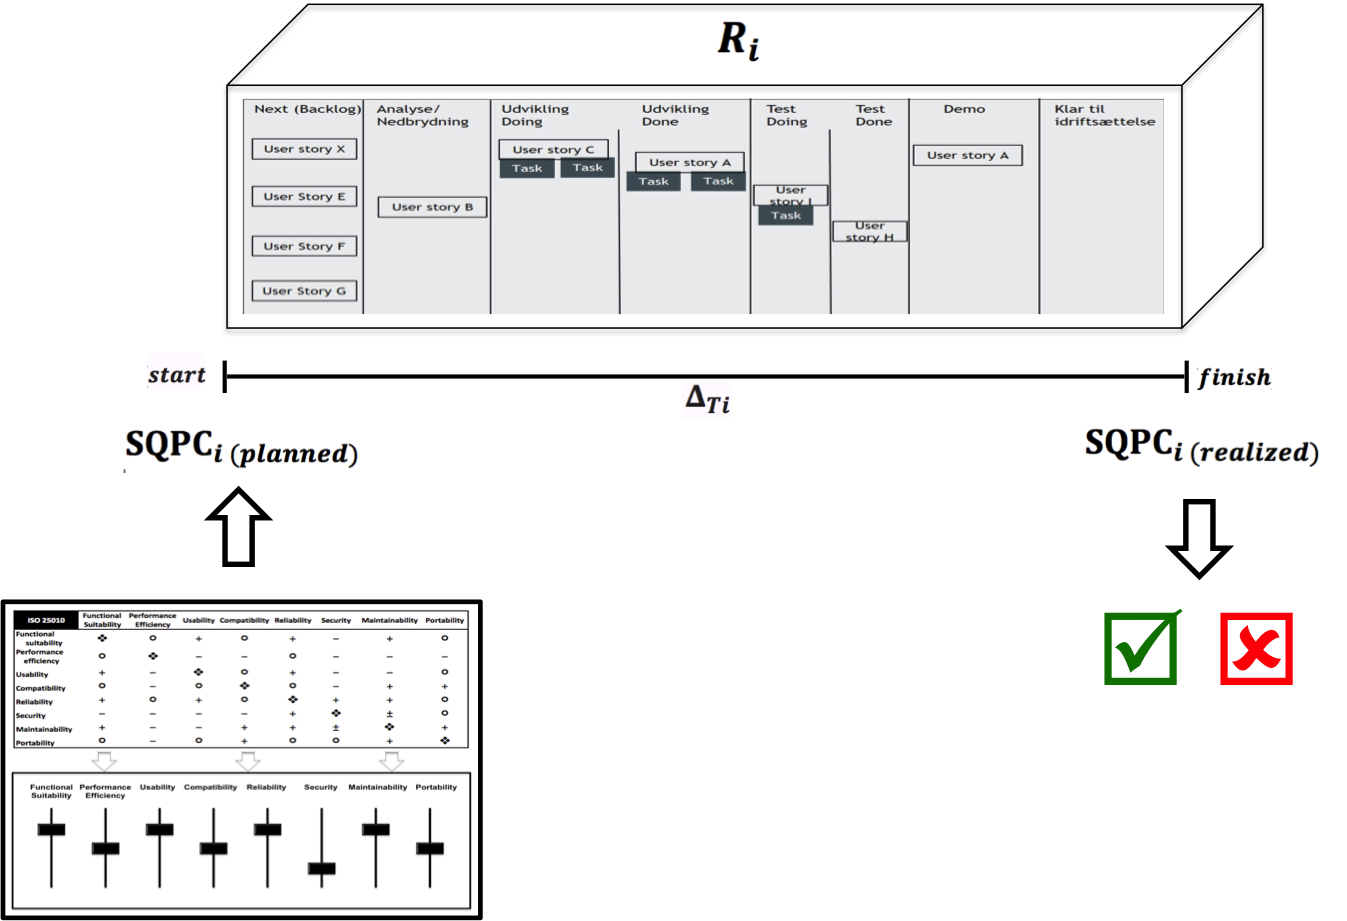 R_i
Next (Backlog) Analyse/ Udvikling Udvikling Test Test Demo Klar til
Nedbrydning Doing Done Doing Done idriftsættelse
User story X User story C User story A User story A
Task Task
User Story E Task Task User
story I
User story B Task
User Story F User
story H
User Story G
start finish
Δ_Ti
SQPC_i (planned) SQPC_i (realized)
ISO 25010 Functional Suitability Performance Efficiency Usability Compatibility Reliability Security Maintainability Portability
Functional suitability ❖ o + o + − + o
Performance efficiency o ❖ − − o − − −
Usability + − ❖ o + − − o
Compatibility o − o ❖ o − + +
Reliability + o + o ❖ + + o
Security − − − − + ❖ ± o
Maintainability + − − + + ± ❖ +
Portability o − o + o o + ❖
Functional Performance Usability Compatibility Reliability Security Maintainability Portability
Suitability Efficiency